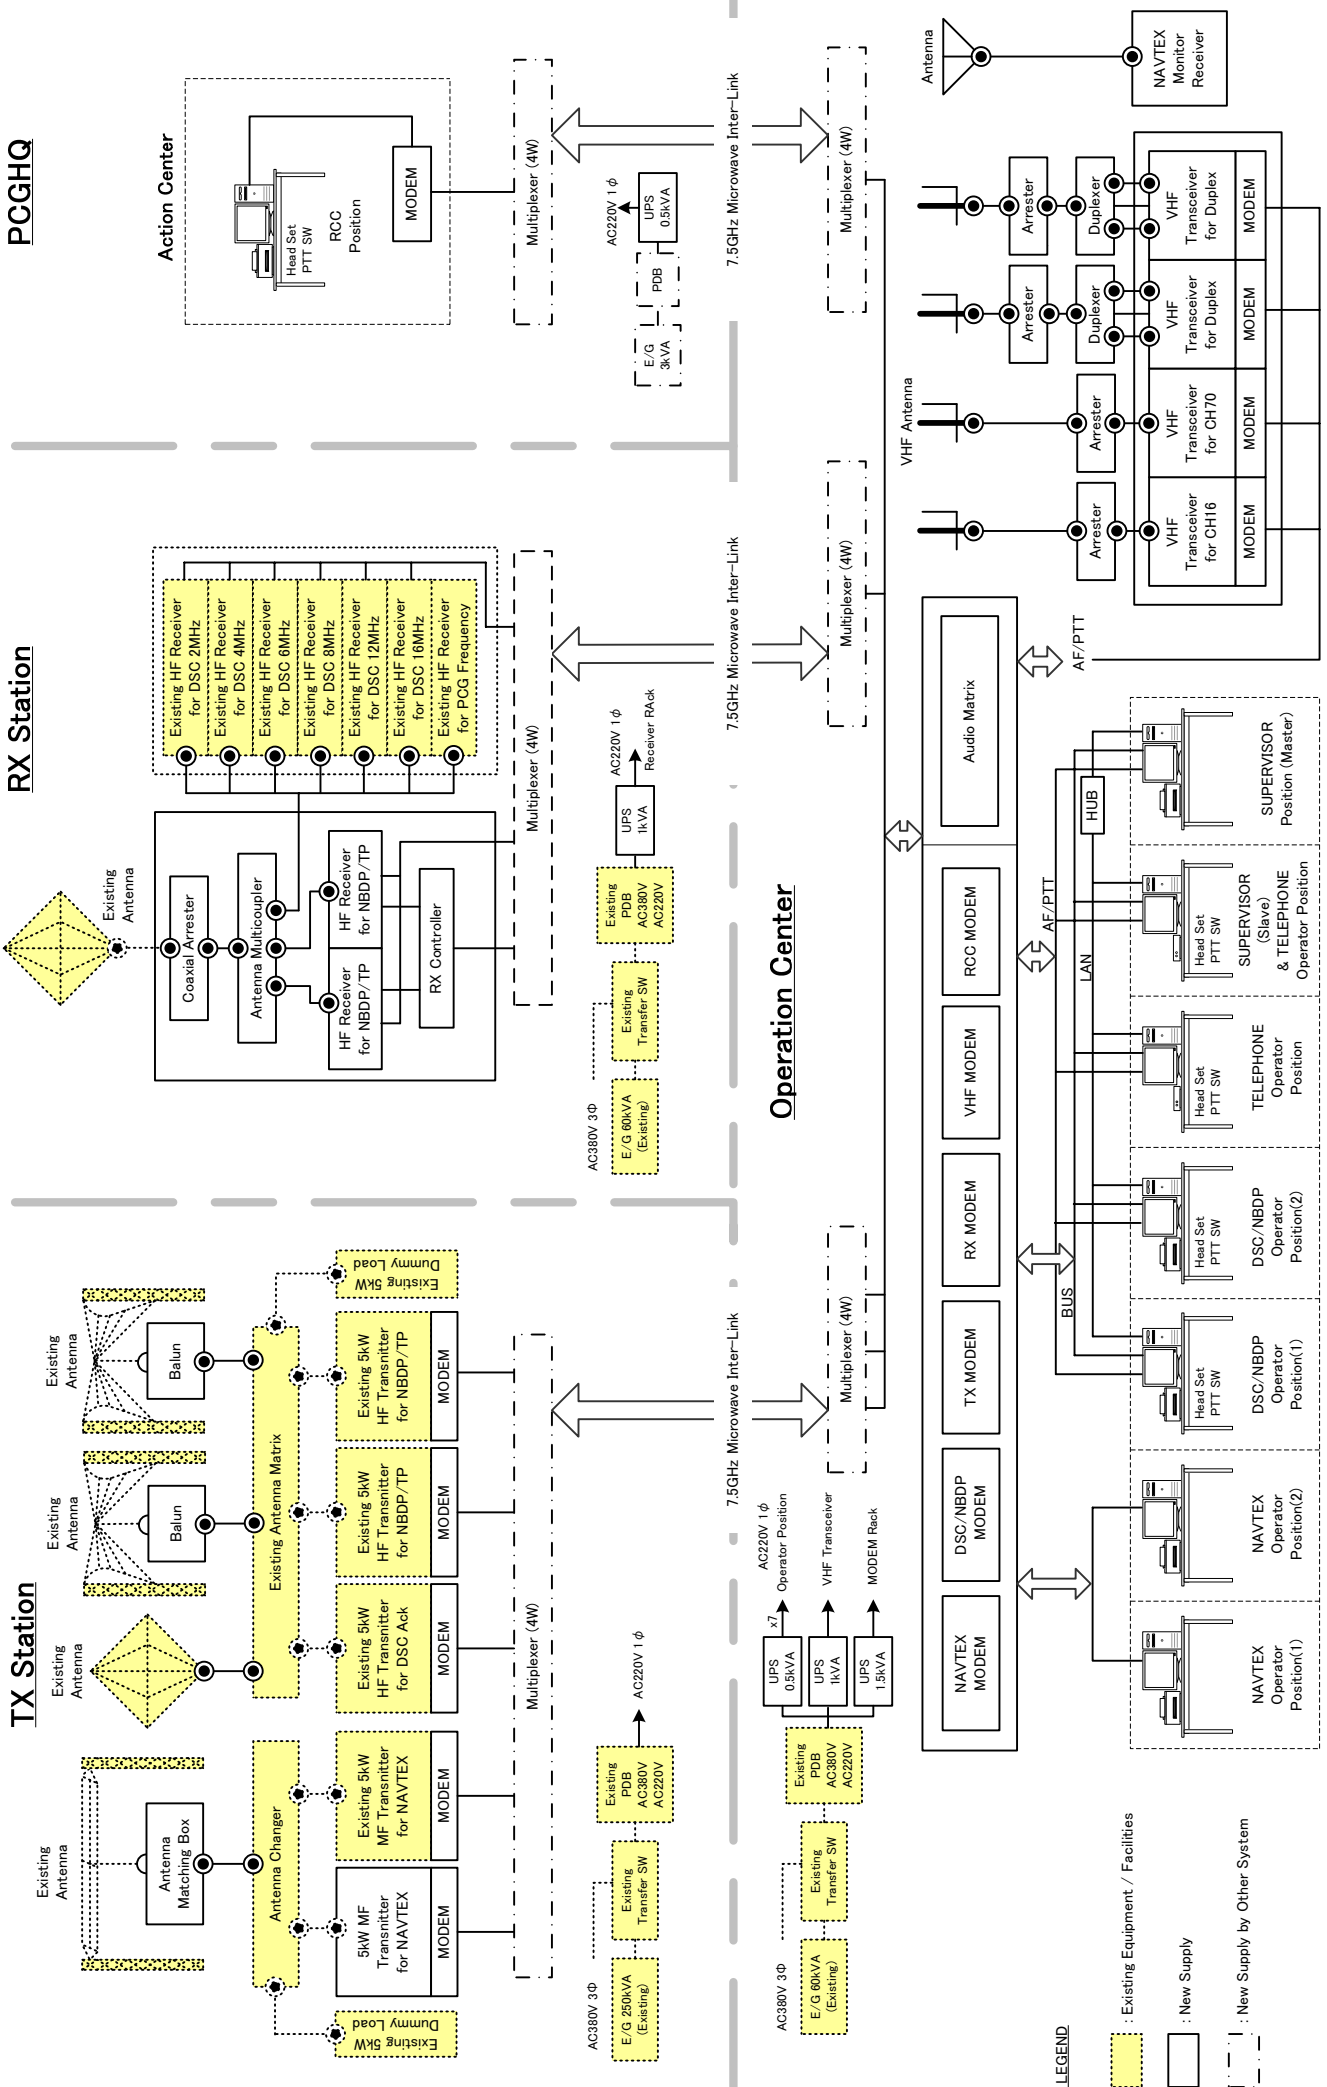 TX Station
Existing
Antenna
Existing
Antenna
Existing
Antenna
Existing
Antenna
Antenna
Matching Box
Balun
Balun
Antenna Changer
Existing Antenna Matrix
Existing 5kW
Dummy Load
5kW MF
Transmitter
for NAVTEX
MODEM
Existing 5kW
MF Transmitter
for NAVTEX
MODEM
Existing 5kW
HF Transmitter
for DSC Ack
MODEM
Existing 5kW
HF Transmitter
for NBDP/TP
MODEM
Existing 5kW
HF Transmitter
for NBDP/TP
MODEM
Existing 5kW
Dummy Load
Multiplexer (4W)
AC380V 3Φ
E/G 250kVA
(Existing)
Existing
Transfer SW
Existing
PDB
AC380V
AC220V
AC220V 1φ
7.5GHz Microwave Inter-Link
RX Station
Existing
Antenna
Coaxial Arrester
Antenna Multicoupler
HF Receiver
for NBDP/TP
HF Receiver
for NBDP/TP
RX Controller
Existing HF Receiver
for DSC 2MHz
Existing HF Receiver
for DSC 4MHz
Existing HF Receiver
for DSC 6MHz
Existing HF Receiver
for DSC 8MHz
Existing HF Receiver
for DSC 12MHz
Existing HF Receiver
for DSC 16MHz
Existing HF Receiver
for PCG Frequency
Multiplexer (4W)
AC380V 3Φ
E/G 60kVA
(Existing)
Existing
Transfer SW
Existing
PDB
AC380V
AC220V
UPS
1kVA
AC220V 1φ
Receiver RAck
7.5GHz Microwave Inter-Link
PCGHQ
Action Center
Head Set
PTT SW
RCC
Position
MODEM
Multiplexer (4W)
E/G
3kVA
PDB
UPS
0.5kVA
AC220V 1φ
7.5GHz Microwave Inter-Link
Operation Center
AC380V 3Φ
E/G 60kVA
(Existing)
Existing
Transfer SW
Existing
PDB
AC380V
AC220V
UPS
0.5kVA
UPS
1kVA
UPS
1.5kVA
x7
AC220V 1φ
Operator Position
VHF Transceiver
MODEM Rack
Multiplexer (4W)
Multiplexer (4W)
Multiplexer (4W)
NAVTEX
MODEM
DSC/NBDP
MODEM
TX MODEM
RX MODEM
VHF MODEM
RCC MODEM
Audio Matrix
BUS
AF/PTT
LAN
HUB
AF/PTT
NAVTEX
Operator
Position(1)
NAVTEX
Operator
Position(2)
Head Set
PTT SW
DSC/NBDP
Operator
Position(1)
Head Set
PTT SW
DSC/NBDP
Operator
Position(2)
Head Set
PTT SW
TELEPHONE
Operator
Position
Head Set
PTT SW
SUPERVISOR
(Slave)
& TELEPHONE
Operator Position
SUPERVISOR
Position (Master)
VHF Antenna
Arrester
Arrester
Arrester
Arrester
Duplexer
Duplexer
VHF
Transceiver
for CH16
MODEM
VHF
Transceiver
for CH70
MODEM
VHF
Transceiver
for Duplex
MODEM
VHF
Transceiver
for Duplex
MODEM
Antenna
NAVTEX
Monitor
Receiver
LEGEND
: Existing Equipment / Facilities
: New Supply
: New Supply by Other System